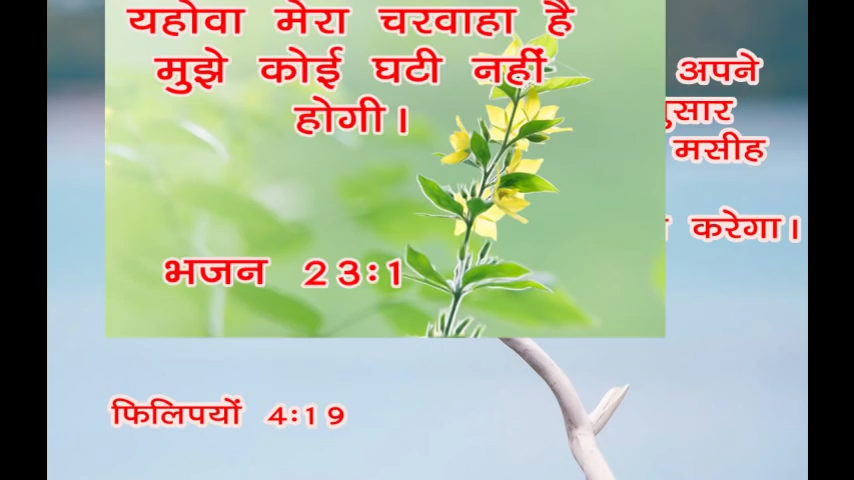 यहोवा मेरा चरवाहा है
मुझे कोई घटी नहीं
होगी।
भजन 23:1
अपने
मसीह
करेगा।
फिलिपयों 4:19